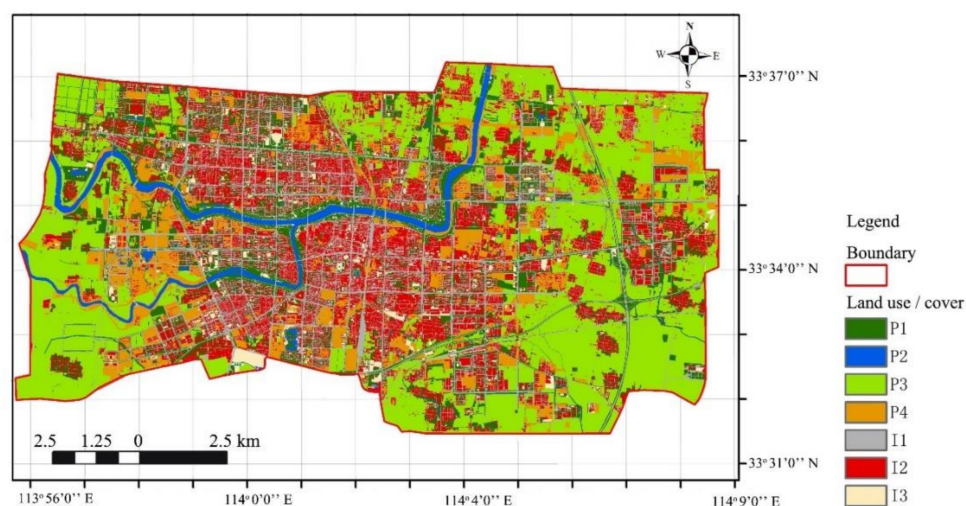 N
W E
S
33°37'0'' N
33°34'0'' N
33°31'0'' N
2.5 1.25 0 2.5 km
113°56'0'' E 114°0'0'' E 114°4'0'' E 114°9'0'' E
Legend
Boundary
Land use / cover
P1
P2
P3
P4
I1
I2
I3